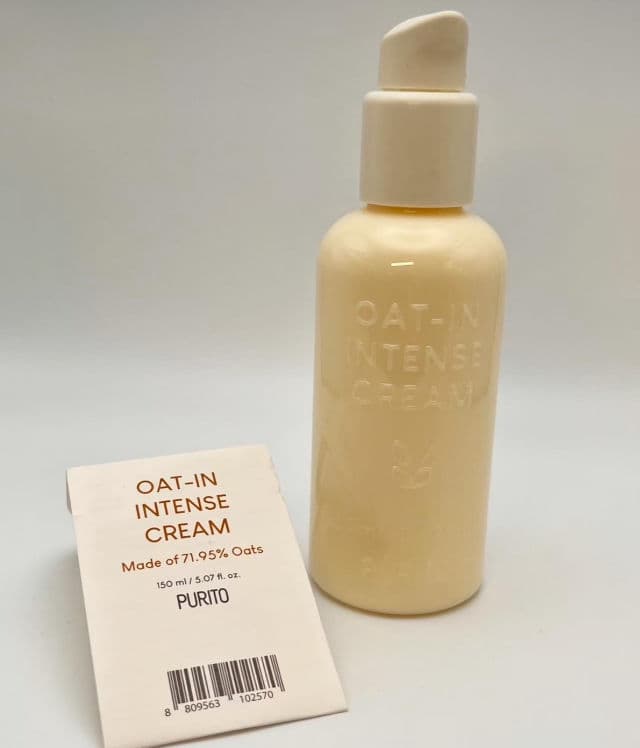 OAT-IN
INTENSE
CREAM
OAT-IN
INTENSE
CREAM
Made of 71.95% Oats
150 ml / 5.07 fl. oz.
PURITO
8 809563 102570